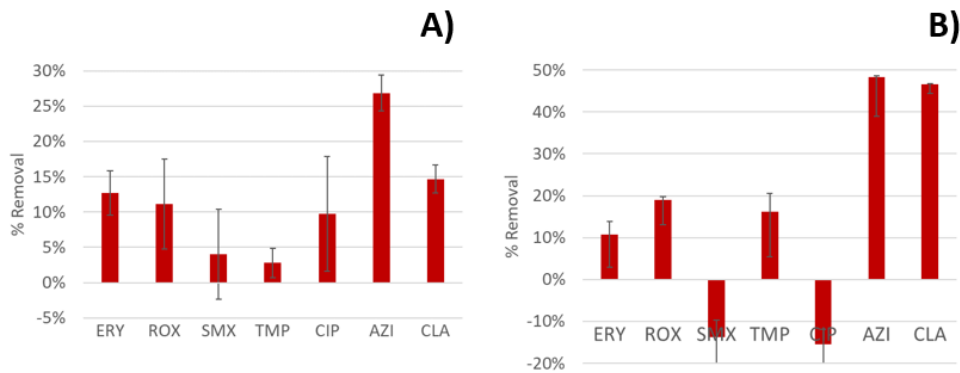 A)
30%
25%
20%
15%
10%
5%
0%
-5%
% Removal
ERY ROX SMX TMP CIP AZI CLA
B)
50%
40%
30%
20%
10%
0%
-10%
-20%
% Removal
ERY ROX SMX TMP CIP AZI CLA